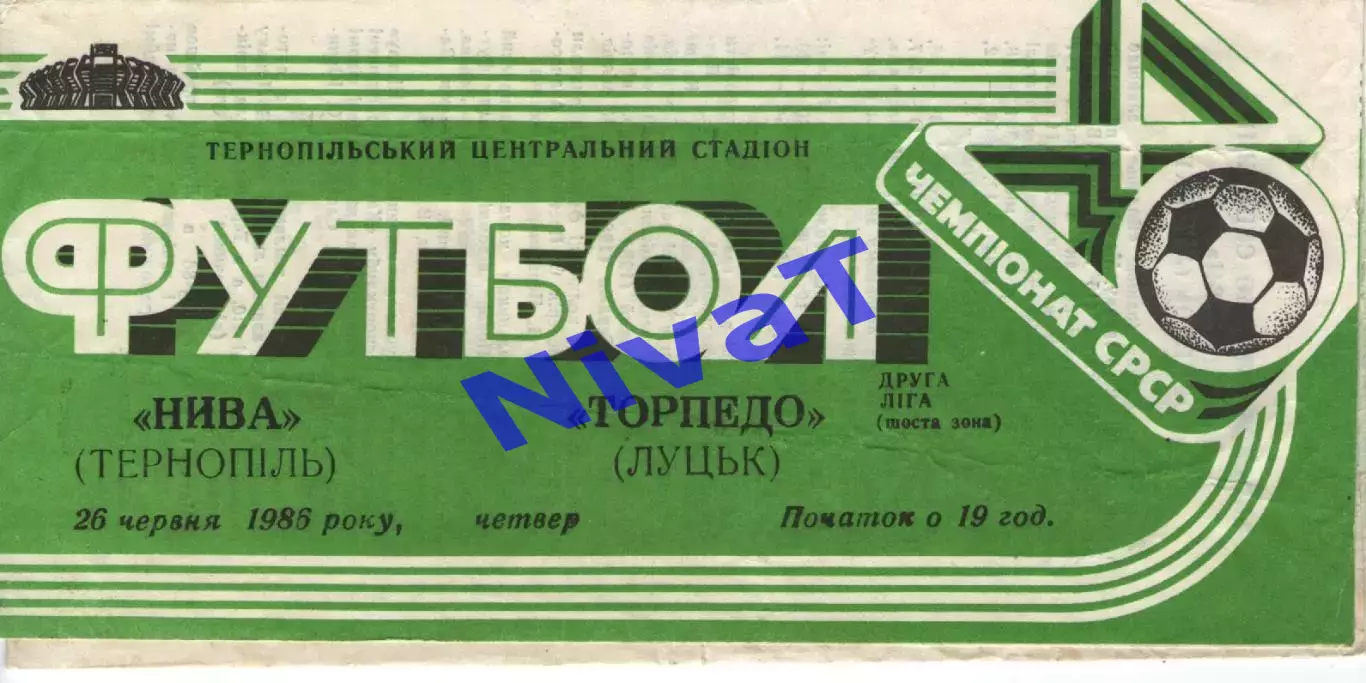 ТЕРНОПІЛЬСЬКИЙ ЦЕНТРАЛЬНИЙ СТАДІОН
ФУТБОЛ
49
ЧЕМПІОНАТ СРСР
NivaT
«НИВА»
(ТЕРНОПІЛЬ)
«ТОРПЕДО»
(ЛУЦЬК)
ДРУГА
ЛІГА
(шоста зона)
26 червня 1986 року, четвер Початок о 19 год.